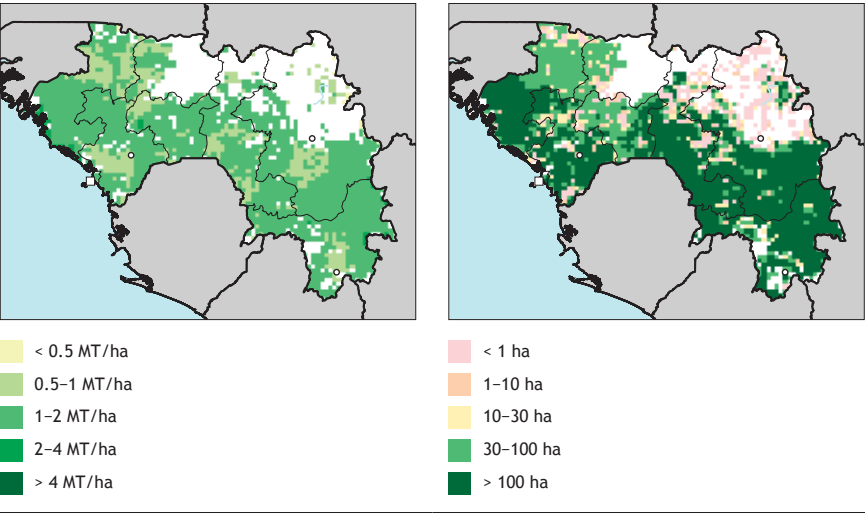 < 0.5 MT/ha
0.5–1 MT/ha
1–2 MT/ha
2–4 MT/ha
> 4 MT/ha
< 1 ha
1–10 ha
10–30 ha
30–100 ha
> 100 ha